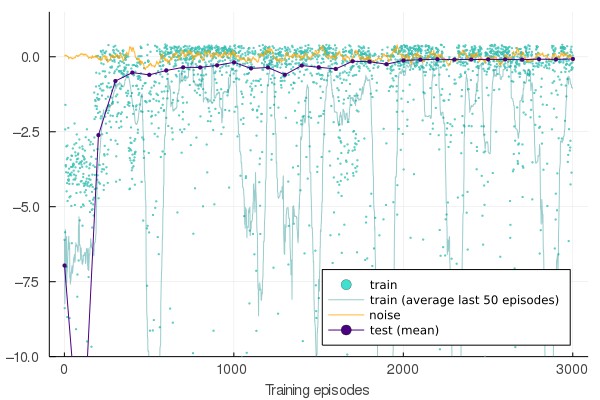 0.0
−2.5
−5.0
−7.5
−10.0
train
train (average last 50 episodes)
noise
test (mean)
0 1000 2000 3000
Training episodes